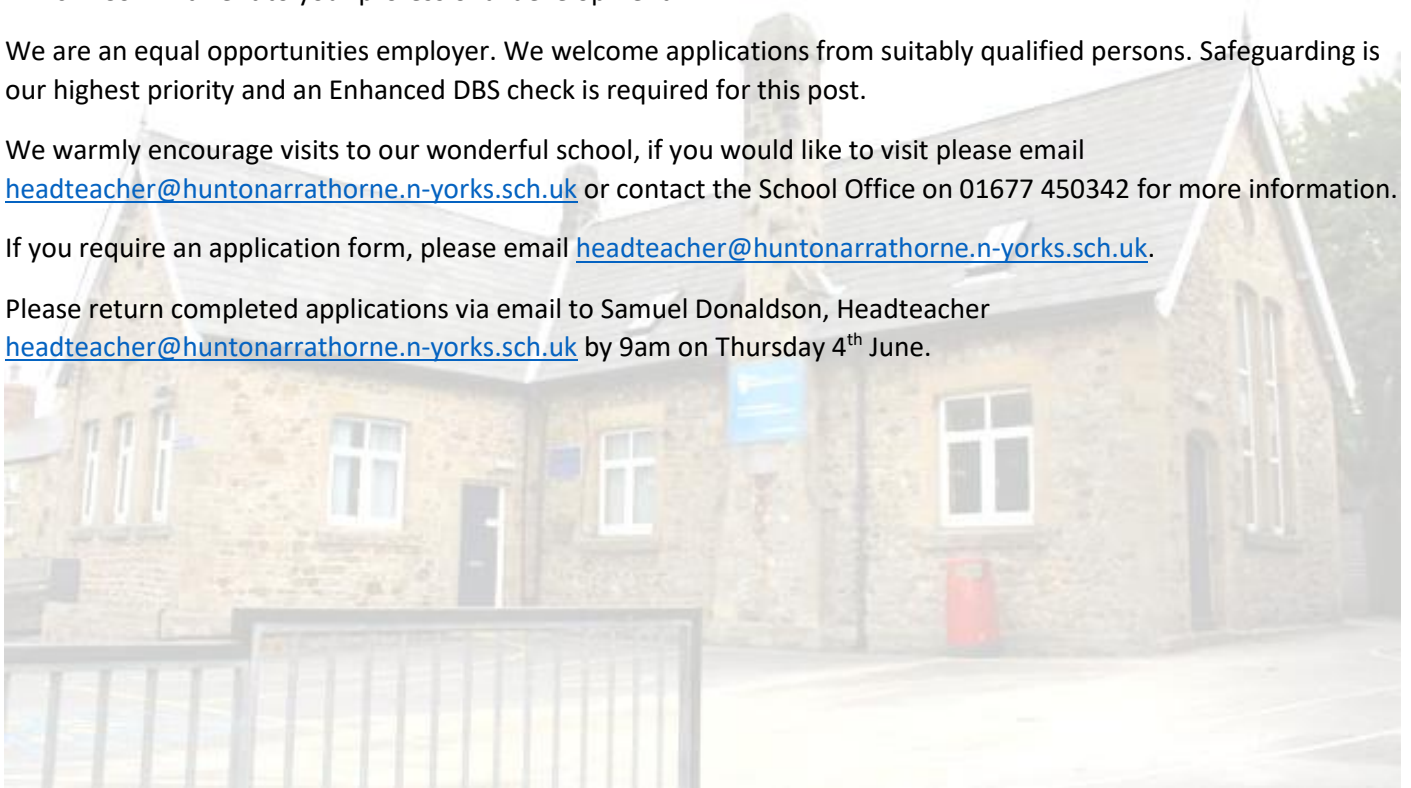 We are an equal opportunities employer. We welcome applications from suitably qualified persons. Safeguarding is
our highest priority and an Enhanced DBS check is required for this post.
We warmly encourage visits to our wonderful school, if you would like to visit please email
headteacher@huntonarrathorne.n-yorks.sch.uk or contact the School Office on 01677 450342 for more information.
If you require an application form, please email headteacher@huntonarrathorne.n-yorks.sch.uk.
Please return completed applications via email to Samuel Donaldson, Headteacher
headteacher@huntonarrathorne.n-yorks.sch.uk by 9am on Thursday 4th June.